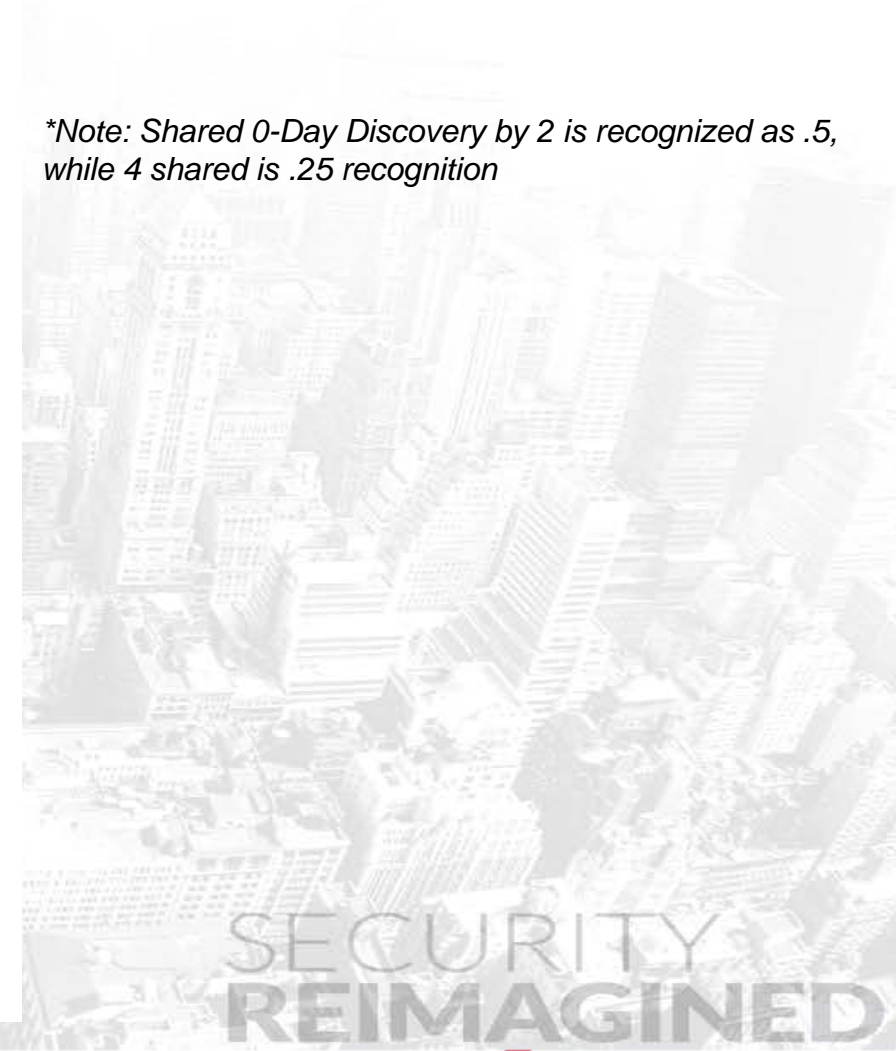 *Note: Shared 0-Day Discovery by 2 is recognized as .5,
while 4 shared is .25 recognition
SECURITY
REIMAGINED